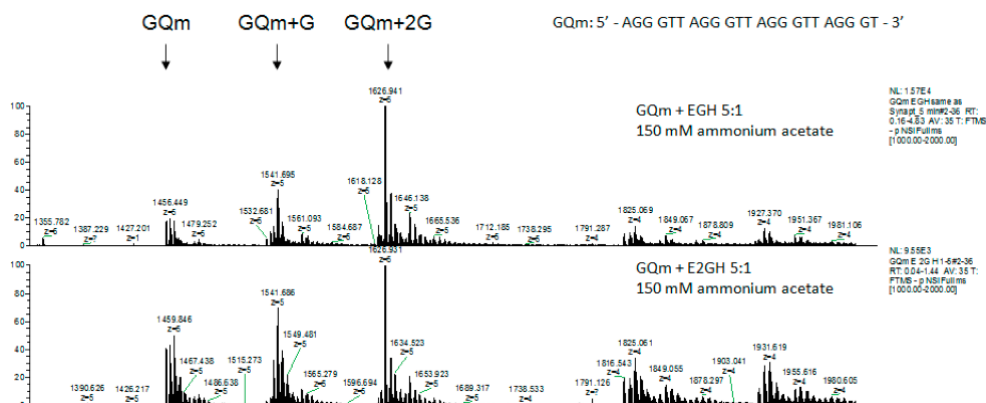 GQm GQm+G GQm+2G GQm: 5’ - AGG GTT AGG GTT AGG GTT AGG GT - 3’
NL: 1.57E4
GQm EGH same as
Synapt_5 min#2-36 RT:
0.16-4.83 AV: 35 T: FTMS
- p NSI Full ms
[1000.00-2000.00]
GQm + EGH 5:1
150 mM ammonium acetate
100
80
60
40
20
0
1626.941
z=6
1541.695
z=5
1618.128
z=6
1646.138
z=5
1456.449
z=5
1532.681
z=6
1561.093
z=5
1665.536
z=5
1355.782
z=6
1387.229
z=?
1427.201
z=1
1479.252
z=5
1584.687
z=5
1712.185
z=5
1738.295
z=5
1791.287
z=4
1825.069
z=4
1849.067
z=4
1878.809
z=4
1927.370
z=4
1951.367
z=4
1981.106
z=4
NL: 9.55E3
GQm E 2G H1-6#2-36
RT: 0.04-1.44 AV: 35 T:
FTMS - p NSI Full ms
[1000.00-2000.00]
GQm + E2GH 5:1
150 mM ammonium acetate
100
80
60
40
20
0
1626.931
z=6
1541.686
z=5
1459.846
z=5
1549.481
z=5
1634.523
z=5
1467.438
z=5
1515.273
z=5
1565.279
z=5
1653.923
z=5
1390.626
z=5
1426.217
z=5
1486.638
z=5
1596.694
z=5
1689.317
z=5
1738.533
z=5
1791.126
z=?
1816.543
z=4
1825.061
z=4
1849.055
z=4
1878.297
z=4
1903.041
z=4
1931.619
z=4
1955.616
z=4
1980.605
z=4